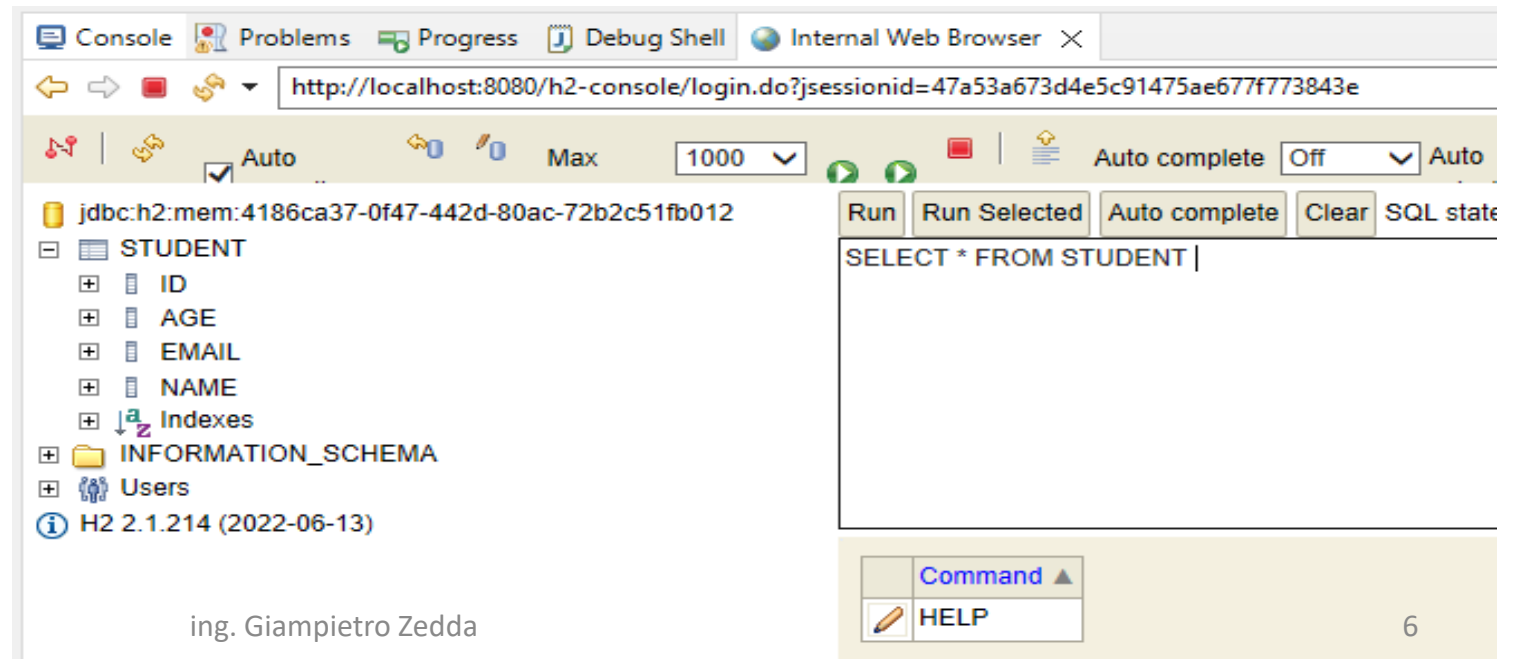 Console Problems Progress Debug Shell Internal Web Browser
http://localhost:8080/h2-console/login.do?jsessionid=47a53a673d4e5c91475ae677f773843e
Auto Max 1000 Auto complete Off Auto
jdbc:h2:mem:4186ca37-0f47-442d-80ac-72b2c51fb012
STUDENT
ID
AGE
EMAIL
NAME
Indexes
INFORMATION_SCHEMA
Users
H2 2.1.214 (2022-06-13)
Run Run Selected Auto complete Clear SQL state
SELECT * FROM STUDENT
Command
HELP
ing. Giampietro Zedda
6